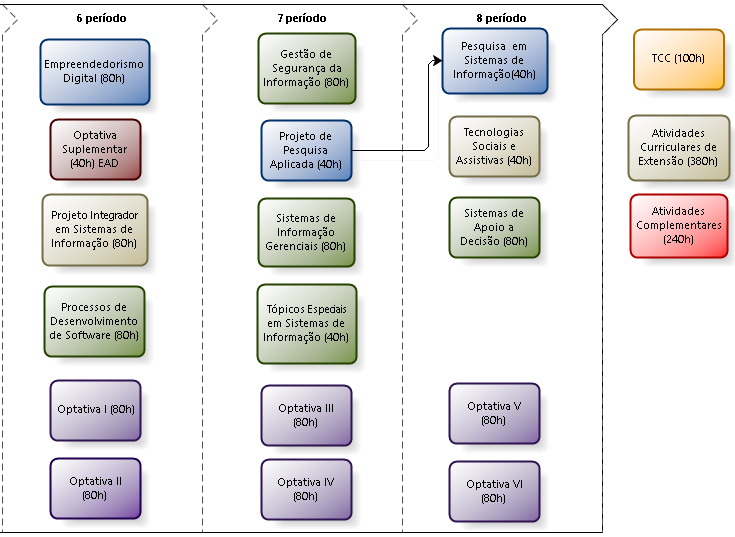 6 período
Empreendedorismo
Digital (80h)
Optativa
Suplementar
(40h) EAD
Projeto Integrador
em Sistemas de
Informação (80h)
Processos de
Desenvolvimento
de Software (80h)
Optativa I (80h)
Optativa II
(80h)
7 período
Gestão de
Segurança da
Informação (80h)
Projeto de
Pesquisa
Aplicada (40h)
Sistemas de
Informação
Gerenciais (80h)
Tópicos Especiais
em Sistemas de
Informação (40h)
Optativa III
(80h)
Optativa IV
(80h)
8 período
Pesquisa em
Sistemas de
Informação(40h)
Tecnologias
Sociais e
Assistivas (40h)
Sistemas de
Apoio a
Decisão (80h)
Optativa V
(80h)
Optativa VI
(80h)
TCC (100h)
Atividades
Curriculares de
Extensão (380h)
Atividades
Complementares
(240h)